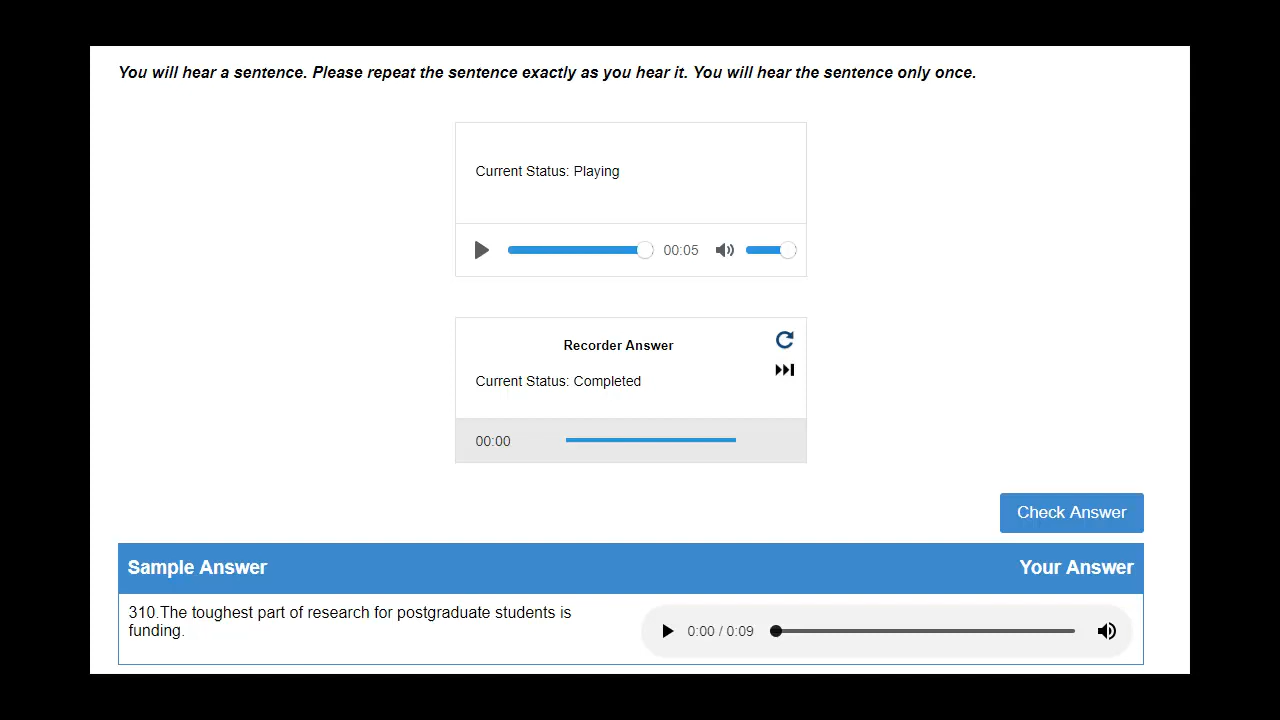 You will hear a sentence. Please repeat the sentence exactly as you hear it. You will hear the sentence only once.
Current Status: Playing
00:05
Recorder Answer
Current Status: Completed
00:00
Check Answer
Sample Answer
Your Answer
310.The toughest part of research for postgraduate students is
funding.
0:00 / 0:09